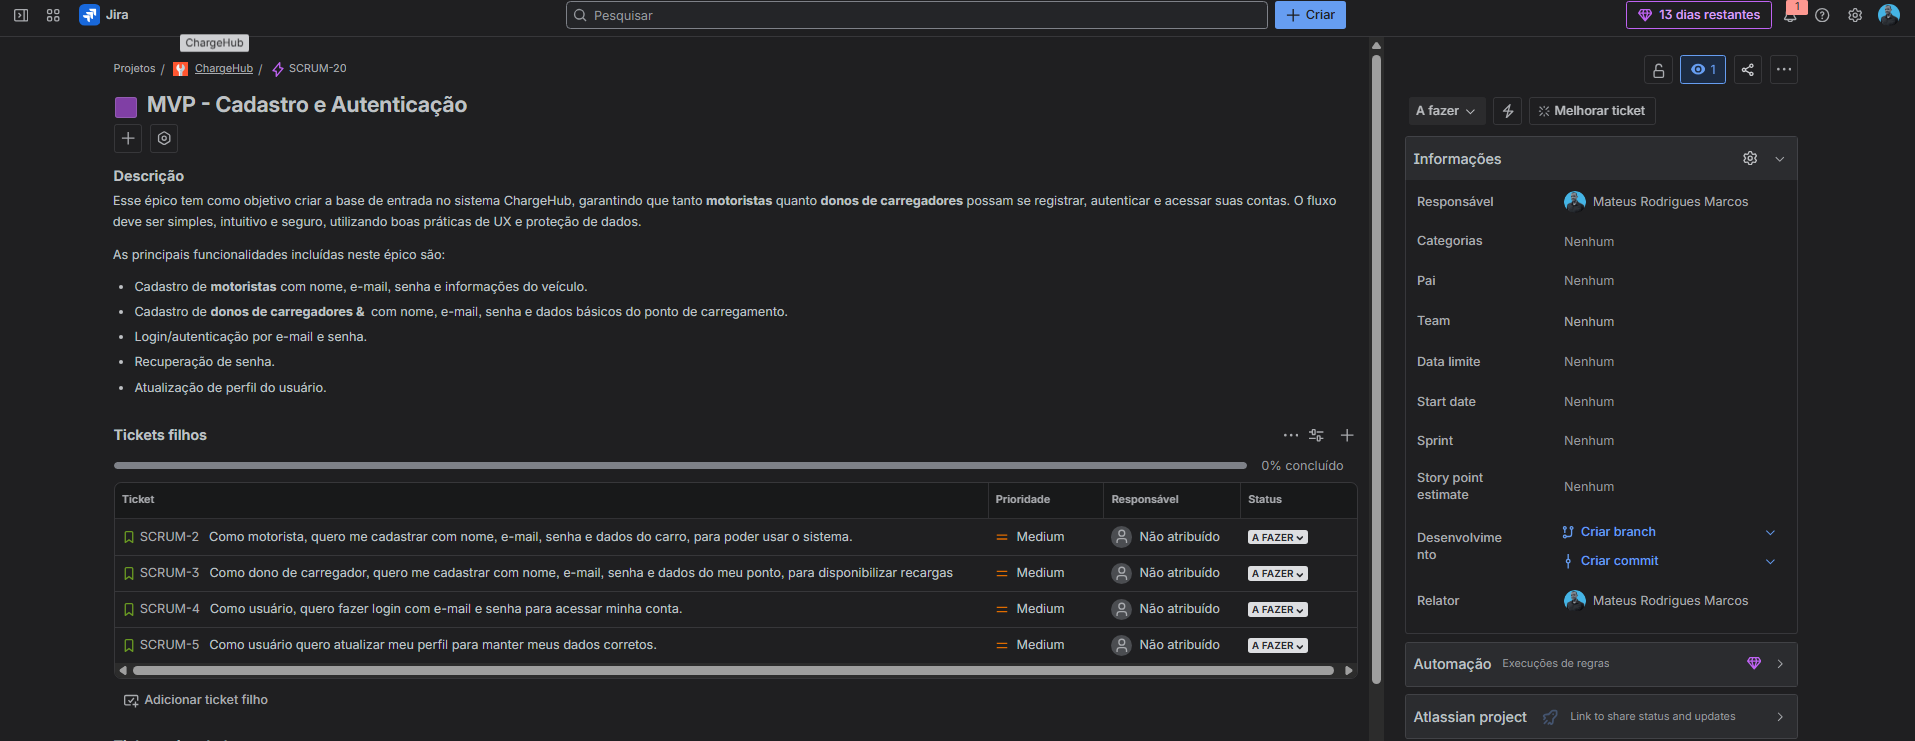 Jira
Pesquisar
Criar
13 dias restantes
1
ChargeHub
Projetos / ChargeHub / SCRUM-20
1
MVP - Cadastro e Autenticação
A fazer
Melhorar ticket
Descrição
Esse épico tem como objetivo criar a base de entrada no sistema ChargeHub, garantindo que tanto motoristas quanto donos de carregadores possam se registrar, autenticar e acessar suas contas. O fluxo
deve ser simples, intuitivo e seguro, utilizando boas práticas de UX e proteção de dados.
As principais funcionalidades incluídas neste épico são:
• Cadastro de motoristas com nome, e-mail, senha e informações do veículo.
• Cadastro de donos de carregadores & com nome, e-mail, senha e dados básicos do ponto de carregamento.
• Login/autenticação por e-mail e senha.
• Recuperação de senha.
• Atualização de perfil do usuário.
Tickets filhos
0% concluído
Ticket Prioridade Responsável Status
SCRUM-2 Como motorista, quero me cadastrar com nome, e-mail, senha e dados do carro, para poder usar o sistema. Medium Não atribuído A FAZER
SCRUM-3 Como dono de carregador, quero me cadastrar com nome, e-mail, senha e dados do meu ponto, para disponibilizar recargas Medium Não atribuído A FAZER
SCRUM-4 Como usuário, quero fazer login com e-mail e senha para acessar minha conta. Medium Não atribuído A FAZER
SCRUM-5 Como usuário quero atualizar meu perfil para manter meus dados corretos. Medium Não atribuído A FAZER
Adicionar ticket filho
Informações
Responsável Mateus Rodrigues Marcos
Categorias Nenhum
Pai Nenhum
Team Nenhum
Data limite Nenhum
Start date Nenhum
Sprint Nenhum
Story point
estimate Nenhum
Desenvolvime
nto
Criar branch
Criar commit
Relator Mateus Rodrigues Marcos
Automação Execuções de regras
Atlassian project Link to share status and updates